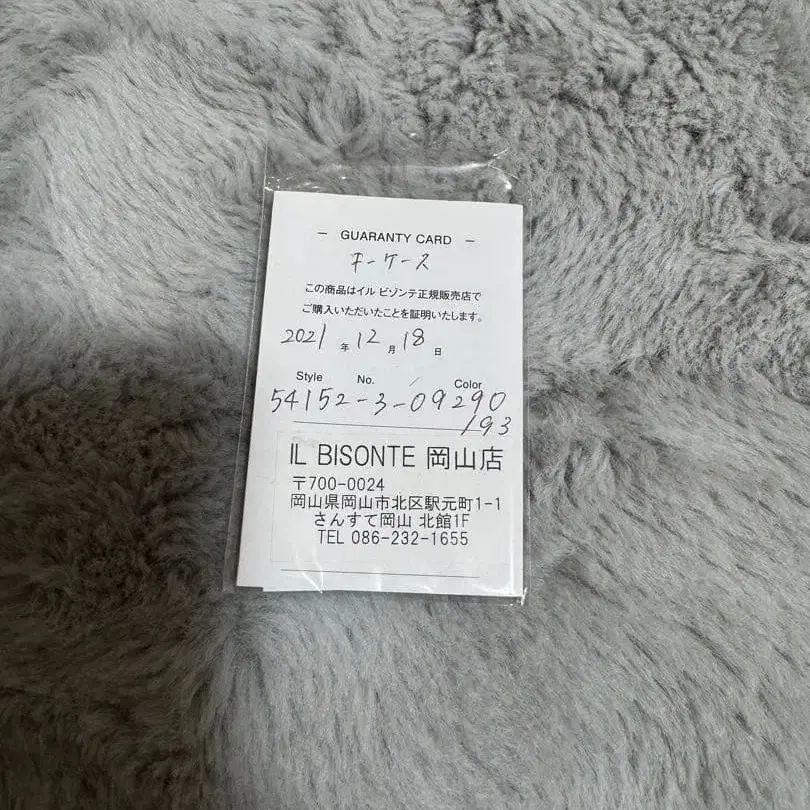 — GUARANTY CARD —
キーケース
この商品はイル ビゾンテ正規販売店で
ご購入いただいたことを証明いたします。
2021 年 12 月 18 日
Style No. Color
54152-3-09290
/193
IL BISONTE 岡山店
〒700-0024
岡山県岡山市北区駅元町1-1
さんすて岡山 北館1F
TEL 086-232-1655